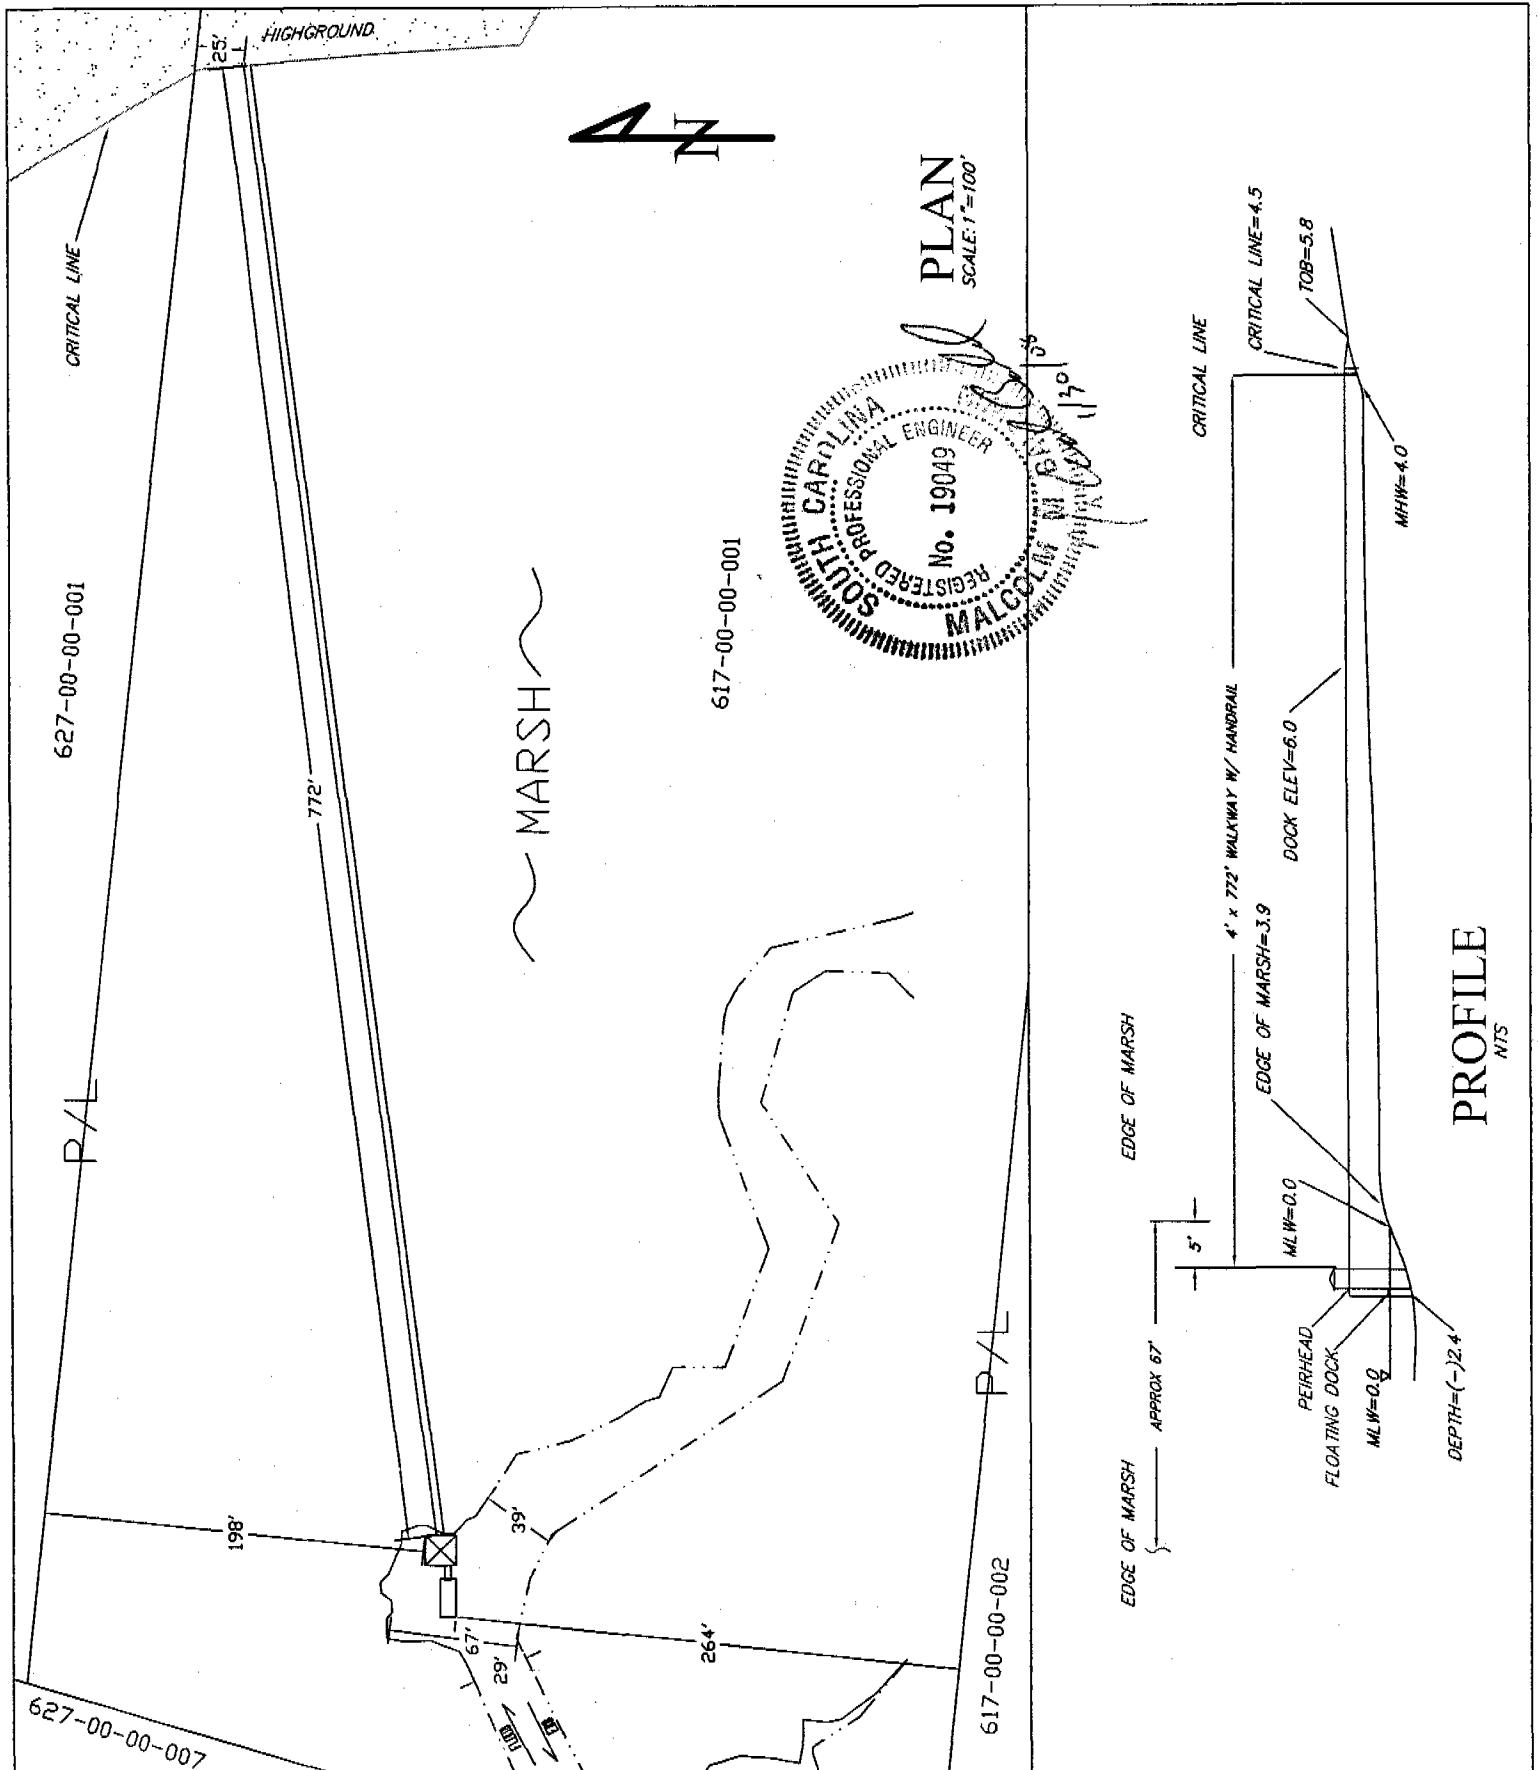 HIGHGROUND
25'
CRITICAL LINE
627-00-00-001
772'
MARSH
N
PLAN
SCALE: 1"=100'
617-00-00-001
SOUTH CAROLINA
REGISTERED PROFESSIONAL ENGINEER
No. 19049
MALCOLM M
P/L
198'
39'
67'
29'
264'
P/L
617-00-00-002
627-00-00-007
CRITICAL LINE
CRITICAL LINE=4.5
TOB=5.8
MHW=4.0
4' x 772' WALKWAY W/ HANDRAIL
DOCK ELEV=6.0
EDGE OF MARSH=3.9
EDGE OF MARSH
MLW=0.0
5'
APPROX 67'
EDGE OF MARSH
PEIRHEAD
FLOATING DOCK
MLW=0.0
DEPTH=(-)2.4
PROFILE
NTS